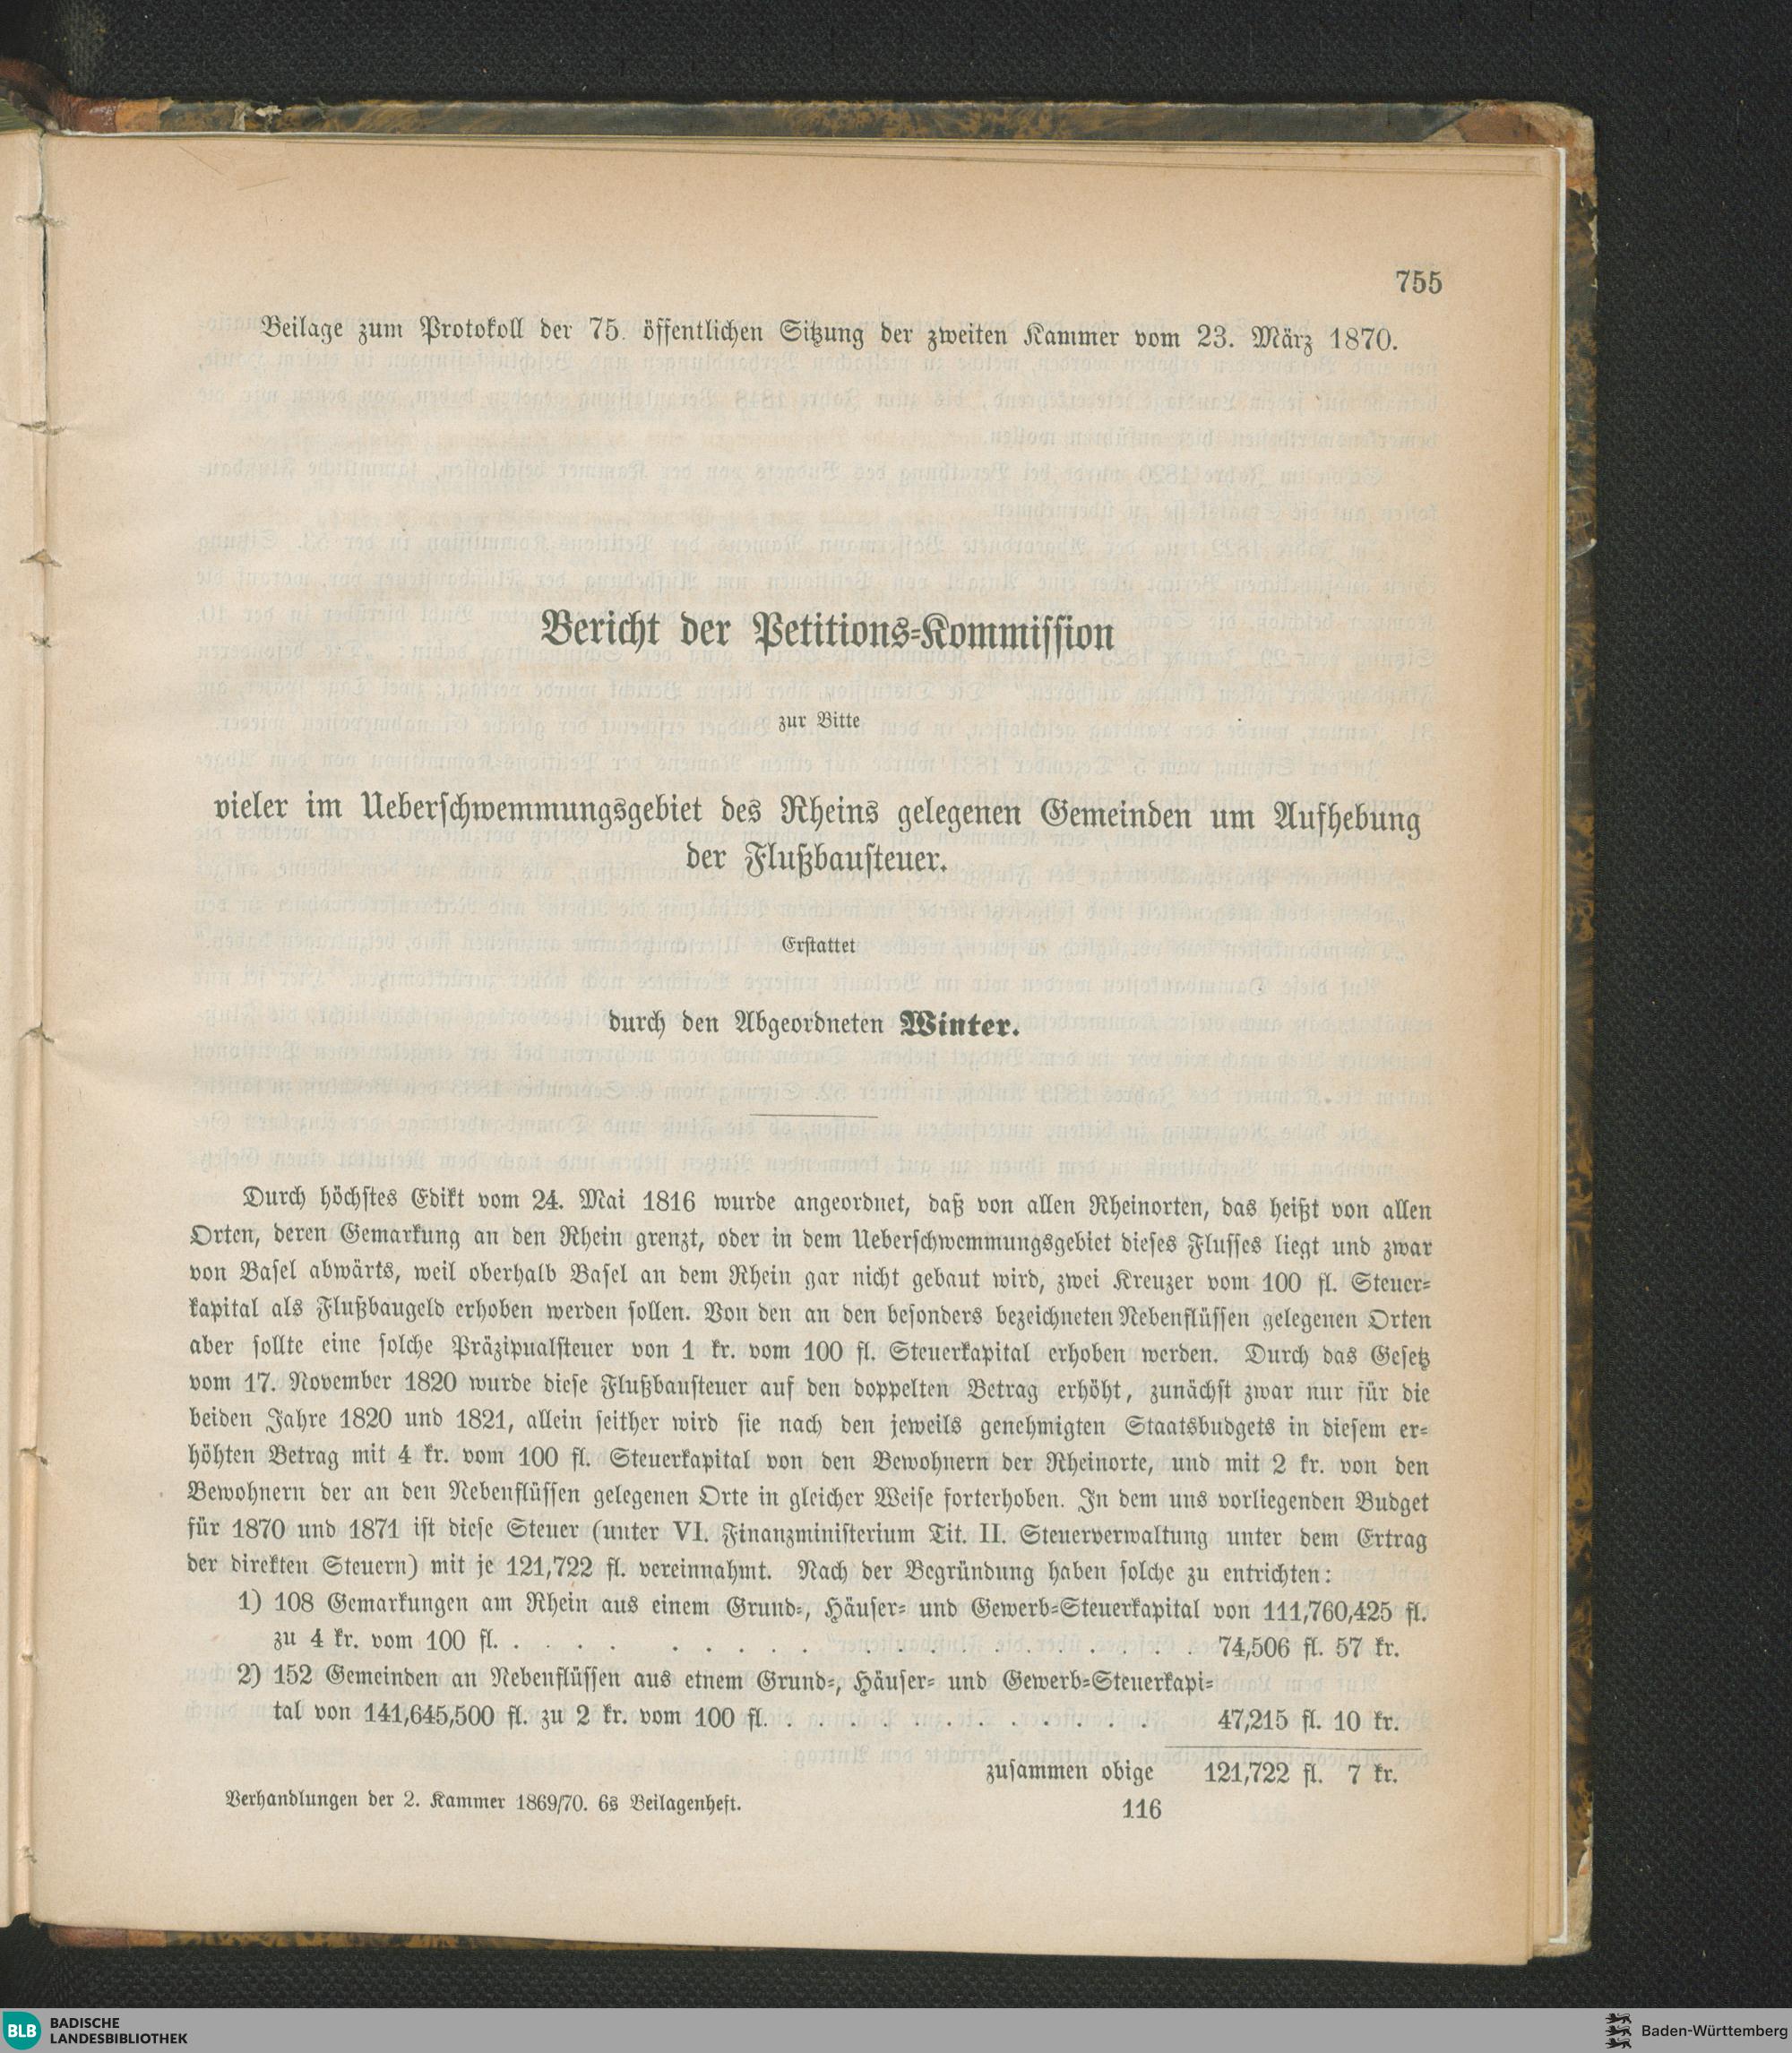 755
Beilage zum Protokoll der 75. öffentlichen Sitzung der zweiten Kammer vom 23. März 1870.
Bericht der Petitions-Kommission
zur Bitte
vieler im Ueberschwemmungsgebiet des Rheins gelegenen Gemeinden um Aufhebung
der Flußbausteuer.
Erstattet
durch den Abgeordneten Winter.
Durch höchstes Edikt vom 24. Mai 1816 wurde angeordnet, daß von allen Rheinorten, das heißt von allen
Orten, deren Gemarkung an den Rhein grenzt, oder in dem Ueberschwemmungsgebiet dieses Flusses liegt und zwar
von Basel abwärts, weil oberhalb Basel an dem Rhein gar nicht gebaut wird, zwei Kreuzer vom 100 fl. Steuer-
kapital als Flußbaugeld erhoben werden sollen. Von den an den besonders bezeichneten Nebenflüssen gelegenen Orten
aber sollte eine solche Präzipualsteuer von 1 kr. vom 100 fl. Steuerkapital erhoben werden. Durch das Gesetz
vom 17. November 1820 wurde diese Flußbausteuer auf den doppelten Betrag erhöht, zunächst zwar nur für die
beiden Jahre 1820 und 1821, allein seither wird sie nach den jeweils genehmigten Staatsbudgets in diesem er-
höhten Betrag mit 4 kr. vom 100 fl. Steuerkapital von den Bewohnern der Rheinorte, und mit 2 kr. von den
Bewohnern der an den Nebenflüssen gelegenen Orte in gleicher Weise forterhoben. In dem uns vorliegenden Budget
für 1870 und 1871 ist diese Steuer (unter VI. Finanzministerium Tit. II. Steuerverwaltung unter dem Ertrag
der direkten Steuern) mit je 121,722 fl. vereinnahmt. Nach der Begründung haben solche zu entrichten:
1) 108 Gemarkungen am Rhein aus einem Grund-, Häuser- und Gewerb-Steuerkapital von 111,760,425 fl.
zu 4 kr. vom 100 fl. . . . . . . . . . . . . . . . . . . . 74,506 fl. 57 kr.
2) 152 Gemeinden an Nebenflüssen aus etnem Grund-, Häuser- und Gewerb-Steuerkapi-
tal von 141,645,500 fl. zu 2 kr. vom 100 fl. . . . . . . . . . . . . 47,215 fl. 10 kr.
zusammen obige 121,722 fl. 7 kr.
Verhandlungen der 2. Kammer 1869/70. 6s Beilagenheft. 116
BLB BADISCHE
LANDESBIBLIOTHEK
Baden-Württemberg